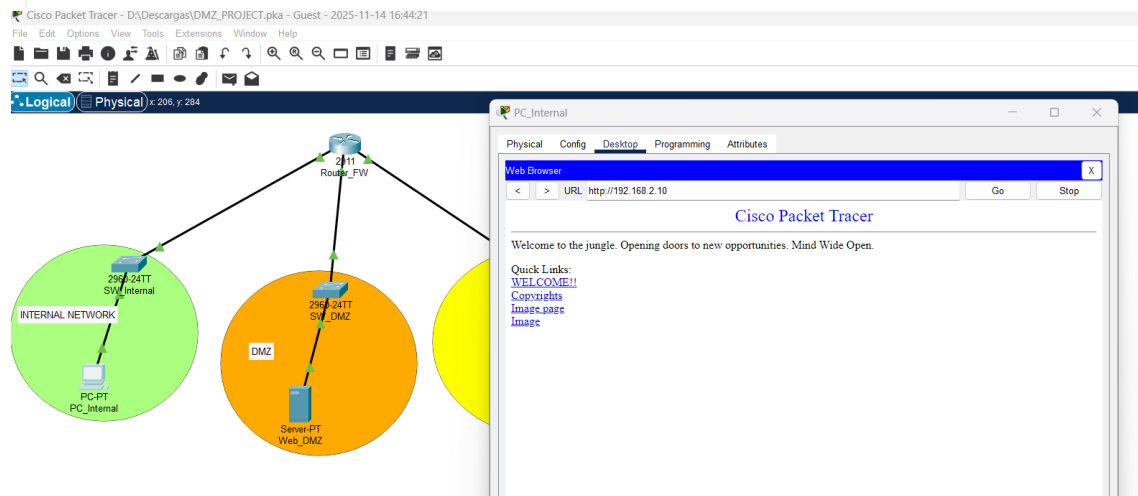 Cisco Packet Tracer - D:\Descargas\DMZ_PROJECT.pka - Guest - 2025-11-14 16:44:21
File Edit Options View Tools Extensions Window Help
Logical Physical x: 206, y: 284
PC_Internal
Physical Config Desktop Programming Attributes
Web Browser X
< > URL http://192.168.2.10 Go Stop
Cisco Packet Tracer
Welcome to the jungle. Opening doors to new opportunities. Mind Wide Open.
Quick Links:
WELCOME!!
Copyrights
Image page
Image
2911
Router_FW
2960-24TT
SW_Internal
INTERNAL NETWORK
PC-PT
PC_Internal
2960-24TT
SW_DMZ
DMZ
Server-PT
Web_DMZ